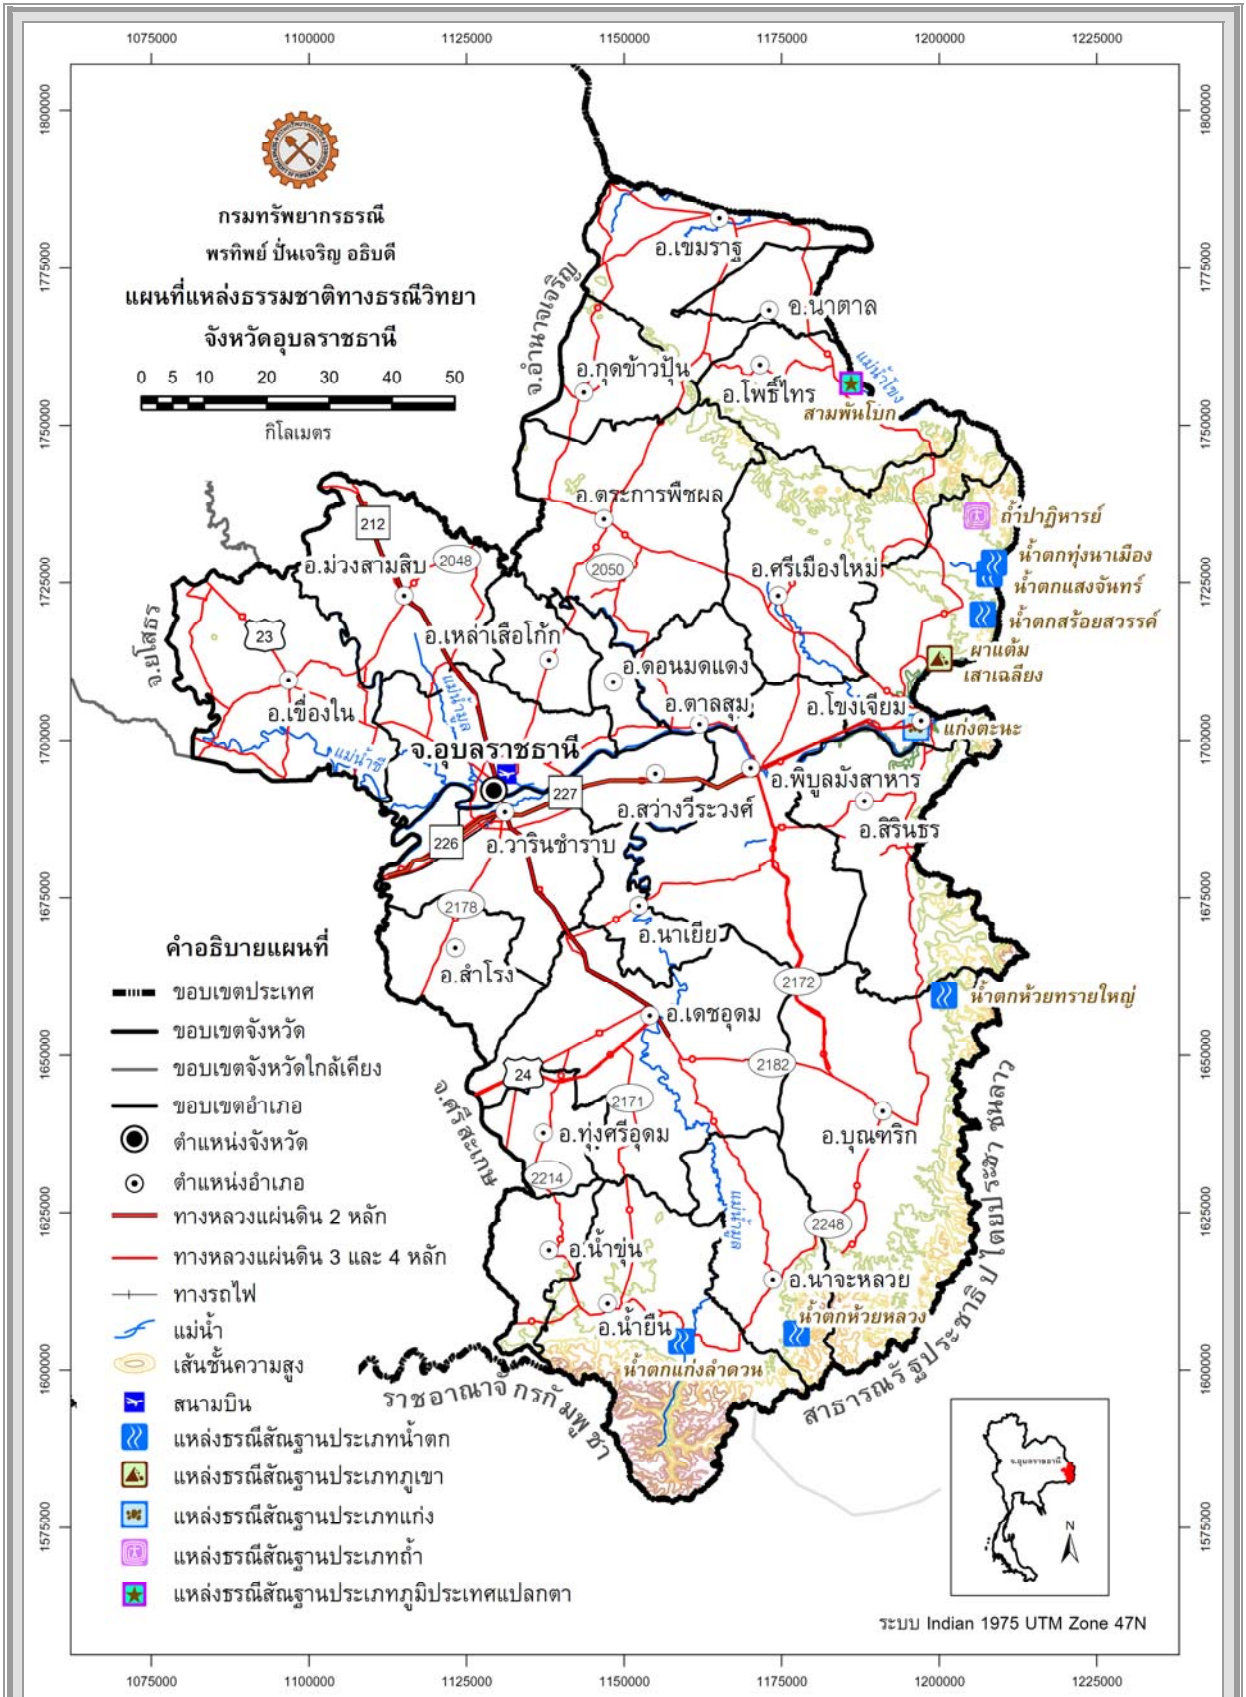 1075000 1100000 1125000 1150000 1175000 1200000 1225000
1800000 1775000 1750000 1725000 1700000 1675000 1650000 1625000 1600000 1575000
กรมทรัพยากรธรณี
พรทิพย์ ปั่นเจริญ อธิบดี
แผนที่แหล่งธรรมชาติทางธรณีวิทยา
จังหวัดอุบลราชธานี
0 5 10 20 30 40 50
กิโลเมตร
อ.เขมราฐ
จ.อำนาจเจริญ
อ.นาตาล
แม่น้ำโขง
อ.กุดข้าวปุ้น
อ.โพธิ์ไทร
สามพันโบก
อ.ตระการพืชผล
212
ถ้ำปาฏิหารย์
อ.ม่วงสามสิบ
2048
2050
อ.ศรีเมืองใหม่
น้ำตกทุ่งนาเมือง
น้ำตกแสงจันทร์
น้ำตกสร้อยสวรรค์
จ.ยโสธร
23
อ.เหล่าเสือโก้ก
ผาแต้ม
เสาเฉลียง
อ.ดอนมดแดง
อ.เขื่องใน
แม่น้ำมูล
อ.ตาลสุม
อ.โขงเจียม
แก่งตะนะ
แม่น้ำชี
จ.อุบลราชธานี
อ.พิบูลมังสาหาร
227
อ.สว่างวีระวงศ์
อ.สิรินธร
226
อ.วารินชำราบ
2178
อ.นาเยีย
อ.สำโรง
2172
น้ำตกห้วยทรายใหญ่
อ.เดชอุดม
2182
24
2171
จ.ศรีสะเกษ
อ.ทุ่งศรีอุดม
อ.บุณฑริก
2214
แม่น้ำมูล
2248
อ.น้ำขุ่น
อ.นาจะหลวย
อ.น้ำยืน
น้ำตกห้วยหลวง
น้ำตกแก่งลำดวน
ราชอาณาจักรกัมพูชา
สาธารณรัฐประชาธิปไตยประชาชนลาว
คำอธิบายแผนที่
ขอบเขตประเทศ
ขอบเขตจังหวัด
ขอบเขตจังหวัดใกล้เคียง
ขอบเขตอำเภอ
ตำแหน่งจังหวัด
ตำแหน่งอำเภอ
ทางหลวงแผ่นดิน 2 หลัก
ทางหลวงแผ่นดิน 3 และ 4 หลัก
ทางรถไฟ
แม่น้ำ
เส้นชั้นความสูง
สนามบิน
แหล่งธรณีสัณฐานประเภทน้ำตก
แหล่งธรณีสัณฐานประเภทภูเขา
แหล่งธรณีสัณฐานประเภทแก่ง
แหล่งธรณีสัณฐานประเภทถ้ำ
แหล่งธรณีสัณฐานประเภทภูมิประเทศแปลกตา
จ.อุบลราชธานี
N
ระบบ Indian 1975 UTM Zone 47N
1800000 1775000 1750000 1725000 1700000 1675000 1650000 1625000 1600000 1575000
1075000 1100000 1125000 1150000 1175000 1200000 1225000